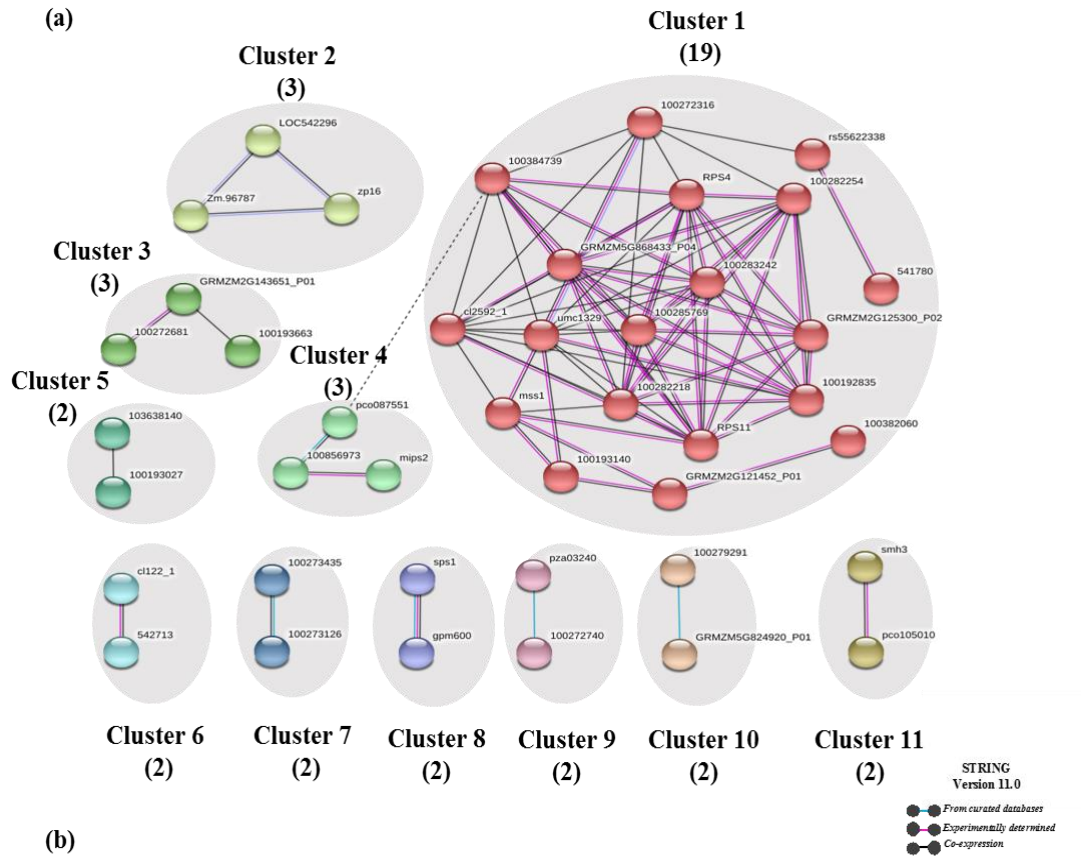 (a)
Cluster 1
(19)
Cluster 2
(3)
100272316
LOC542296
rs55622338
100384739
RPS4
100282254
Zm.96787
zp16
Cluster 3
(3)
GRMZM5G868433_P04
100283242
541780
GRMZM2G143651_P01
cl2592_1
umc1329
100285769
GRMZM2G125300_P02
100272681
100193663
Cluster 4
(3)
Cluster 5
(2)
100282218
100192835
mss1
pco087551
103638140
RPS11
100382060
100856973
mips2
100193140
GRMZM2G121452_P01
100193027
cl122_1
100273435
sps1
pza03240
100279291
smh3
542713
100273126
gpm600
100272740
GRMZM5G824920_P01
pco105010
Cluster 6
(2)
Cluster 7
(2)
Cluster 8
(2)
Cluster 9
(2)
Cluster 10
(2)
Cluster 11
(2)
STRING
Version 11.0
From curated databases
Experimentally determined
Co-expression
(b)